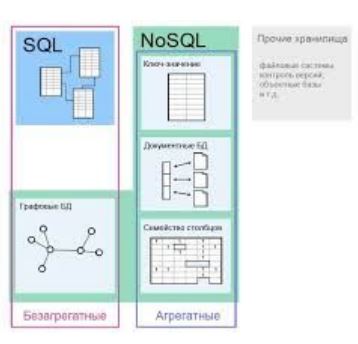 SQL
NoSQL
Прочие хранилища
файловые системы
контроль версий,
объектные базы
и т.д.
Ключ-значение
Документные БД
Графовые БД
Семейство столбцов
Безагрегатные
Агрегатные